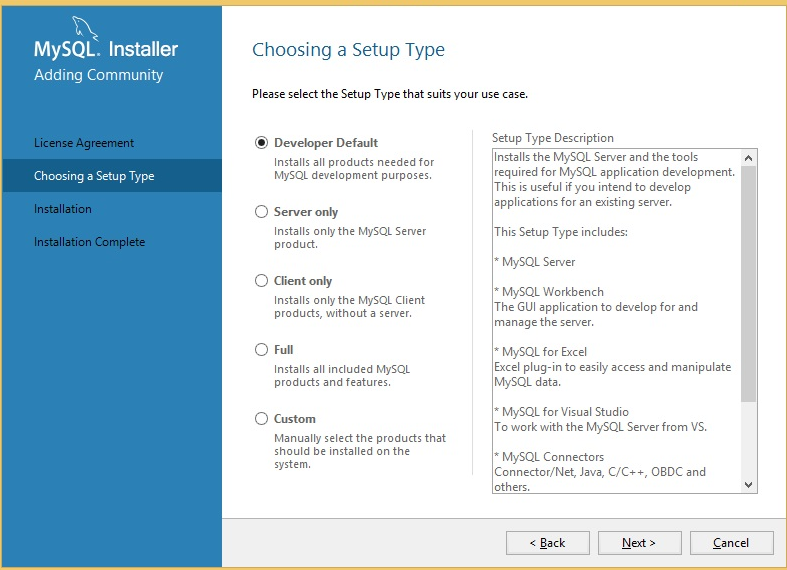 MySQL. Installer
Adding Community
License Agreement
Choosing a Setup Type
Installation
Installation Complete
Choosing a Setup Type
Please select the Setup Type that suits your use case.
Developer Default
Installs all products needed for
MySQL development purposes.
Server only
Installs only the MySQL Server
product.
Client only
Installs only the MySQL Client
products, without a server.
Full
Installs all included MySQL
products and features.
Custom
Manually select the products that
should be installed on the
system.
Setup Type Description
Installs the MySQL Server and the tools
required for MySQL application development.
This is useful if you intend to develop
applications for an existing server.
This Setup Type includes:
* MySQL Server
* MySQL Workbench
The GUI application to develop for and
manage the server.
* MySQL for Excel
Excel plug-in to easily access and manipulate
MySQL data.
* MySQL for Visual Studio
To work with the MySQL Server from VS.
* MySQL Connectors
Connector/Net, Java, C/C++, OBDC and
others.
< Back
Next >
Cancel